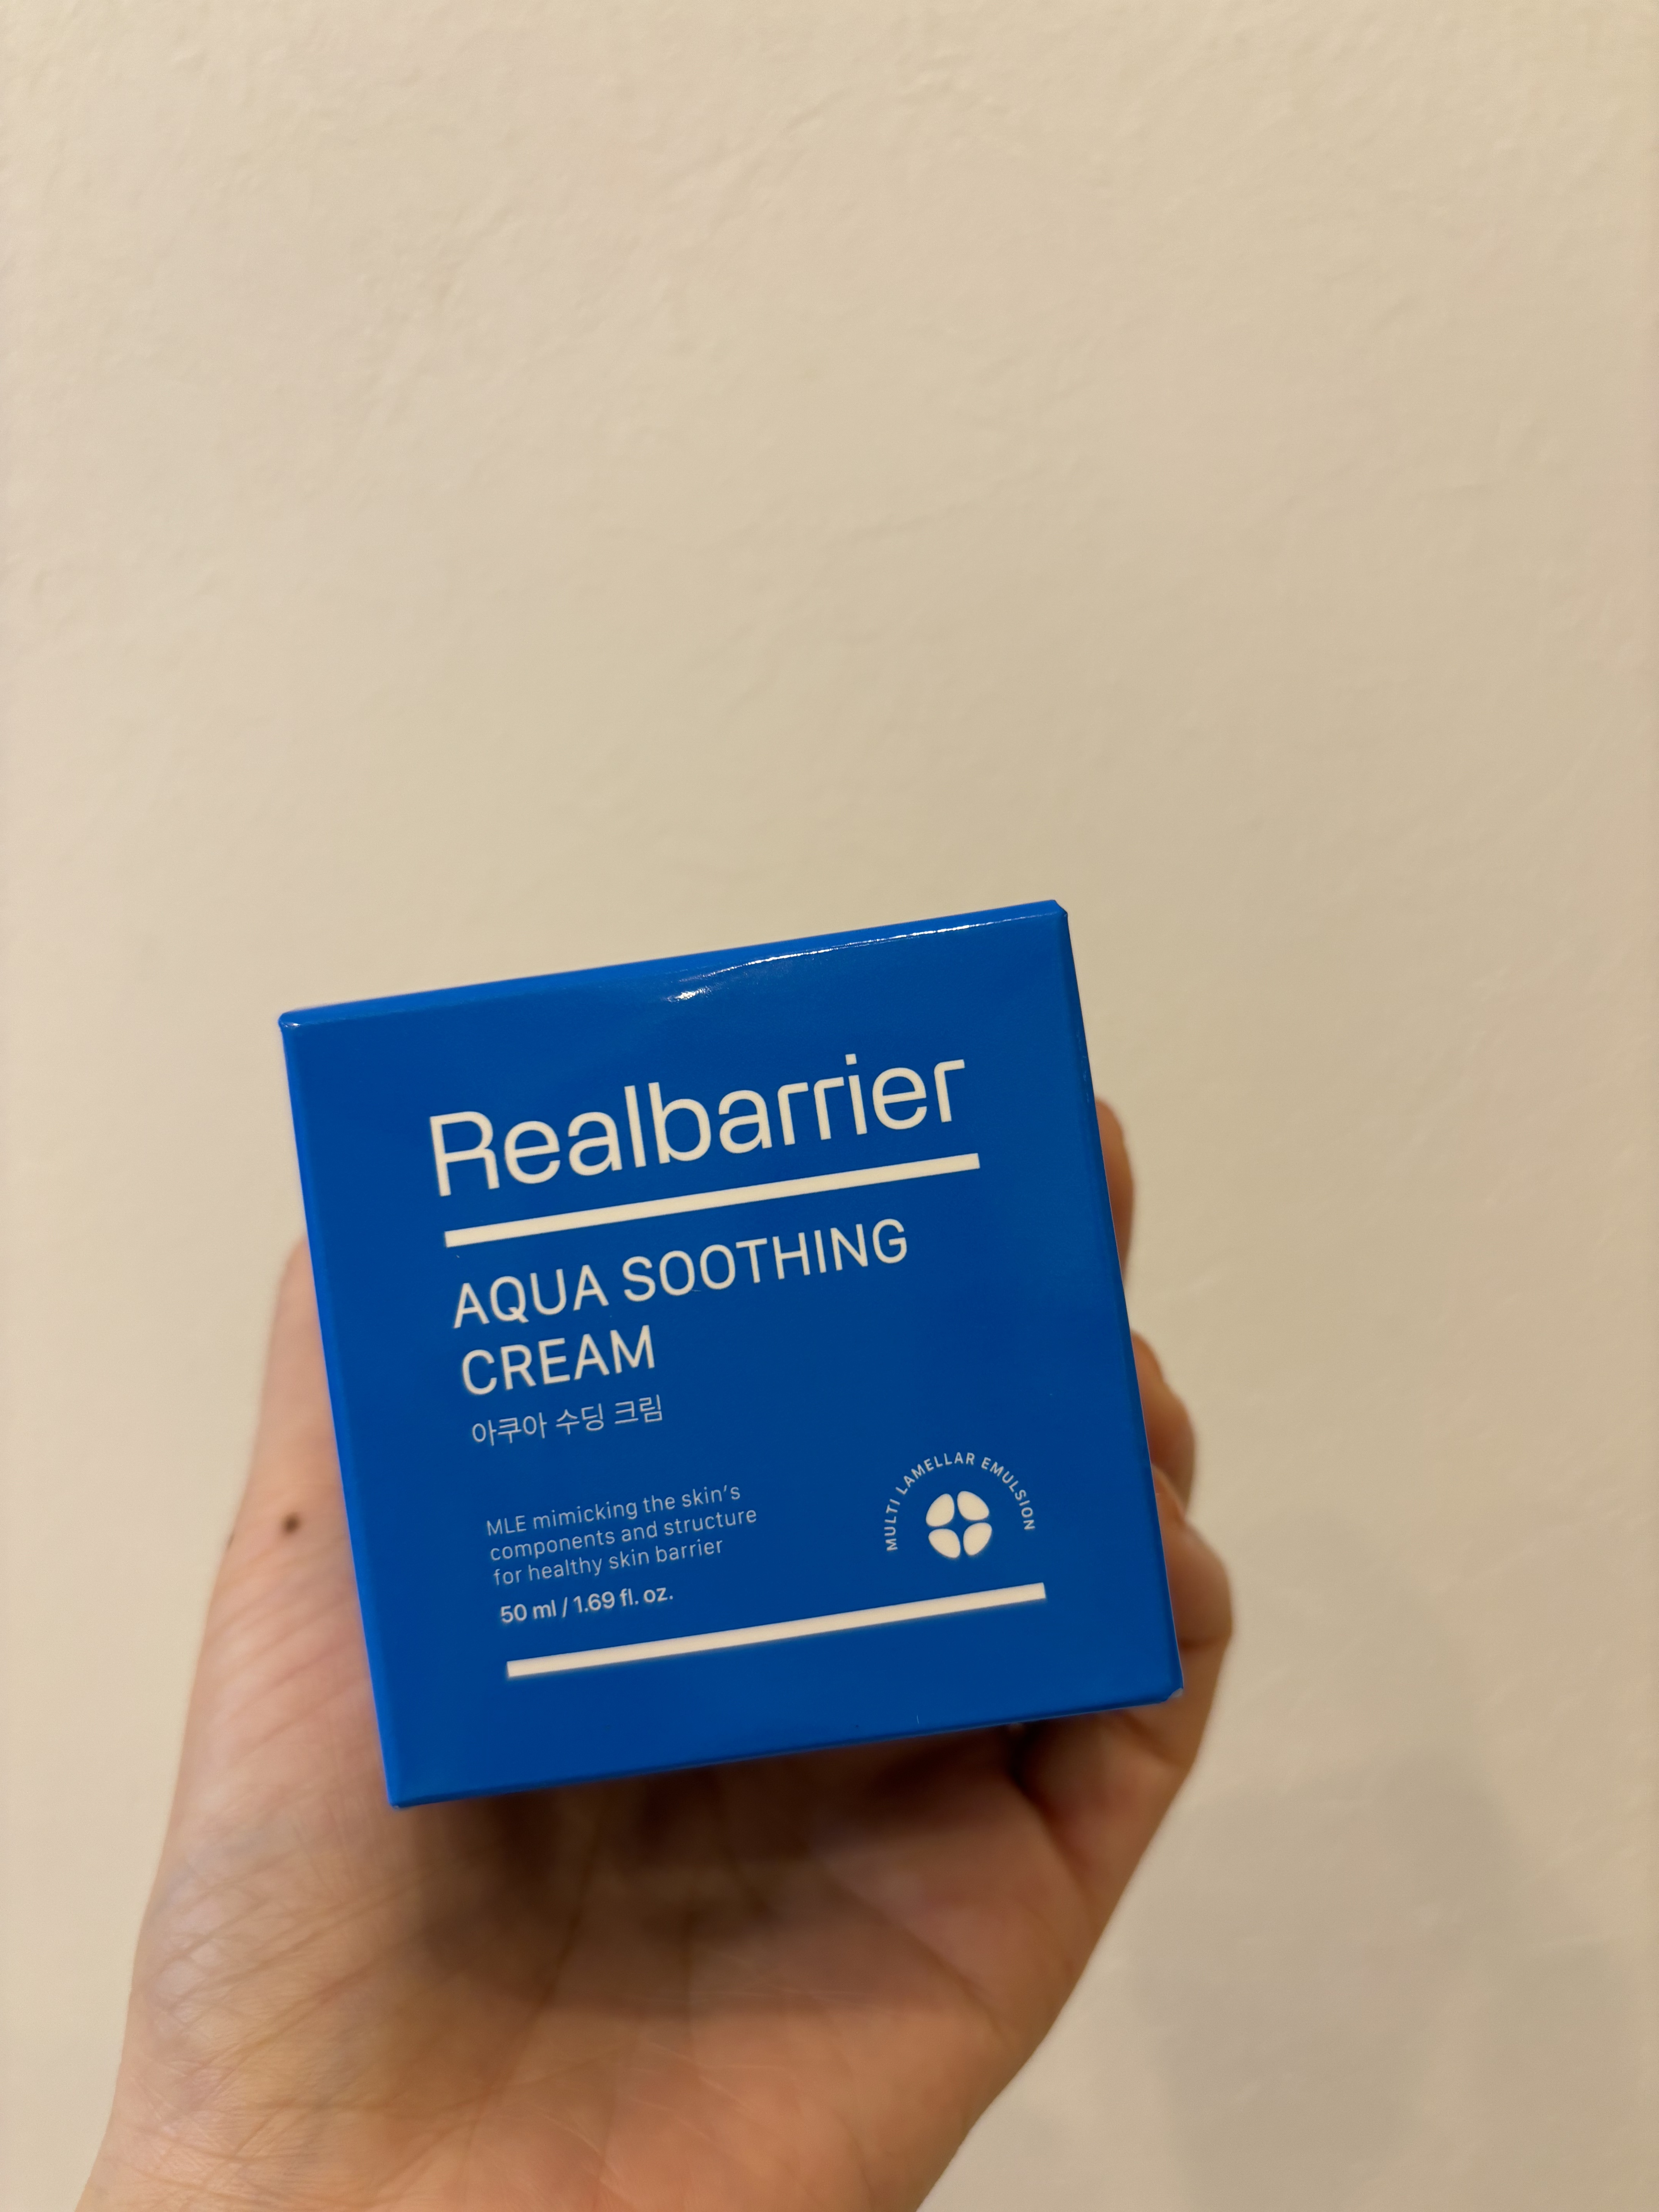 Realbarrier
AQUA SOOTHING
CREAM
아쿠아 수딩 크림
MLE mimicking the skin's
components and structure
for healthy skin barrier
50 ml / 1.69 fl. oz.
MULTI LAMELLAR EMULSION